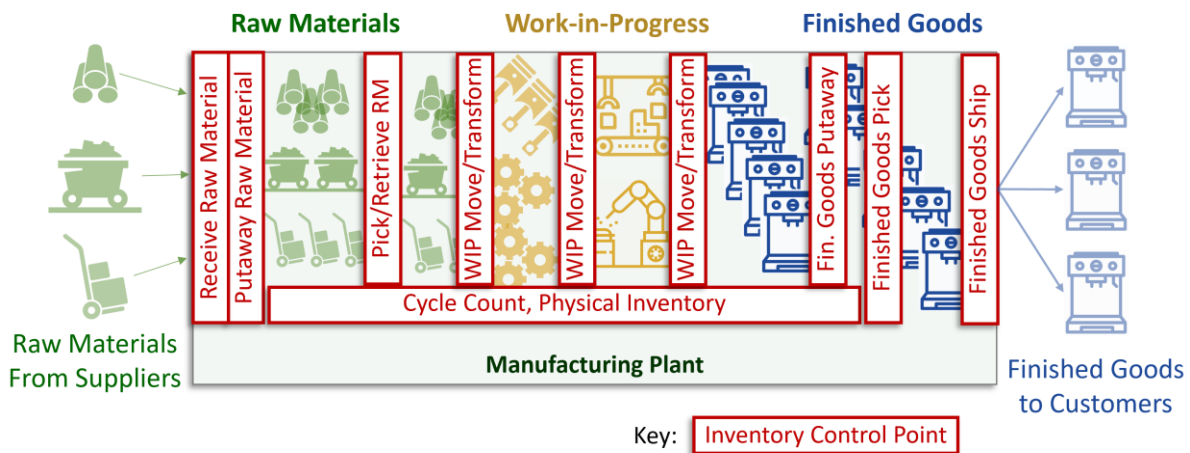 Raw Materials
Work-in-Progress
Finished Goods
Receive Raw Material
Putaway Raw Material
Pick/Retrieve RM
WIP Move/Transform
WIP Move/Transform
WIP Move/Transform
Fin. Goods Putaway
Finished Goods Pick
Finished Goods Ship
Cycle Count, Physical Inventory
Raw Materials
From Suppliers
Manufacturing Plant
Finished Goods
to Customers
Key:
Inventory Control Point